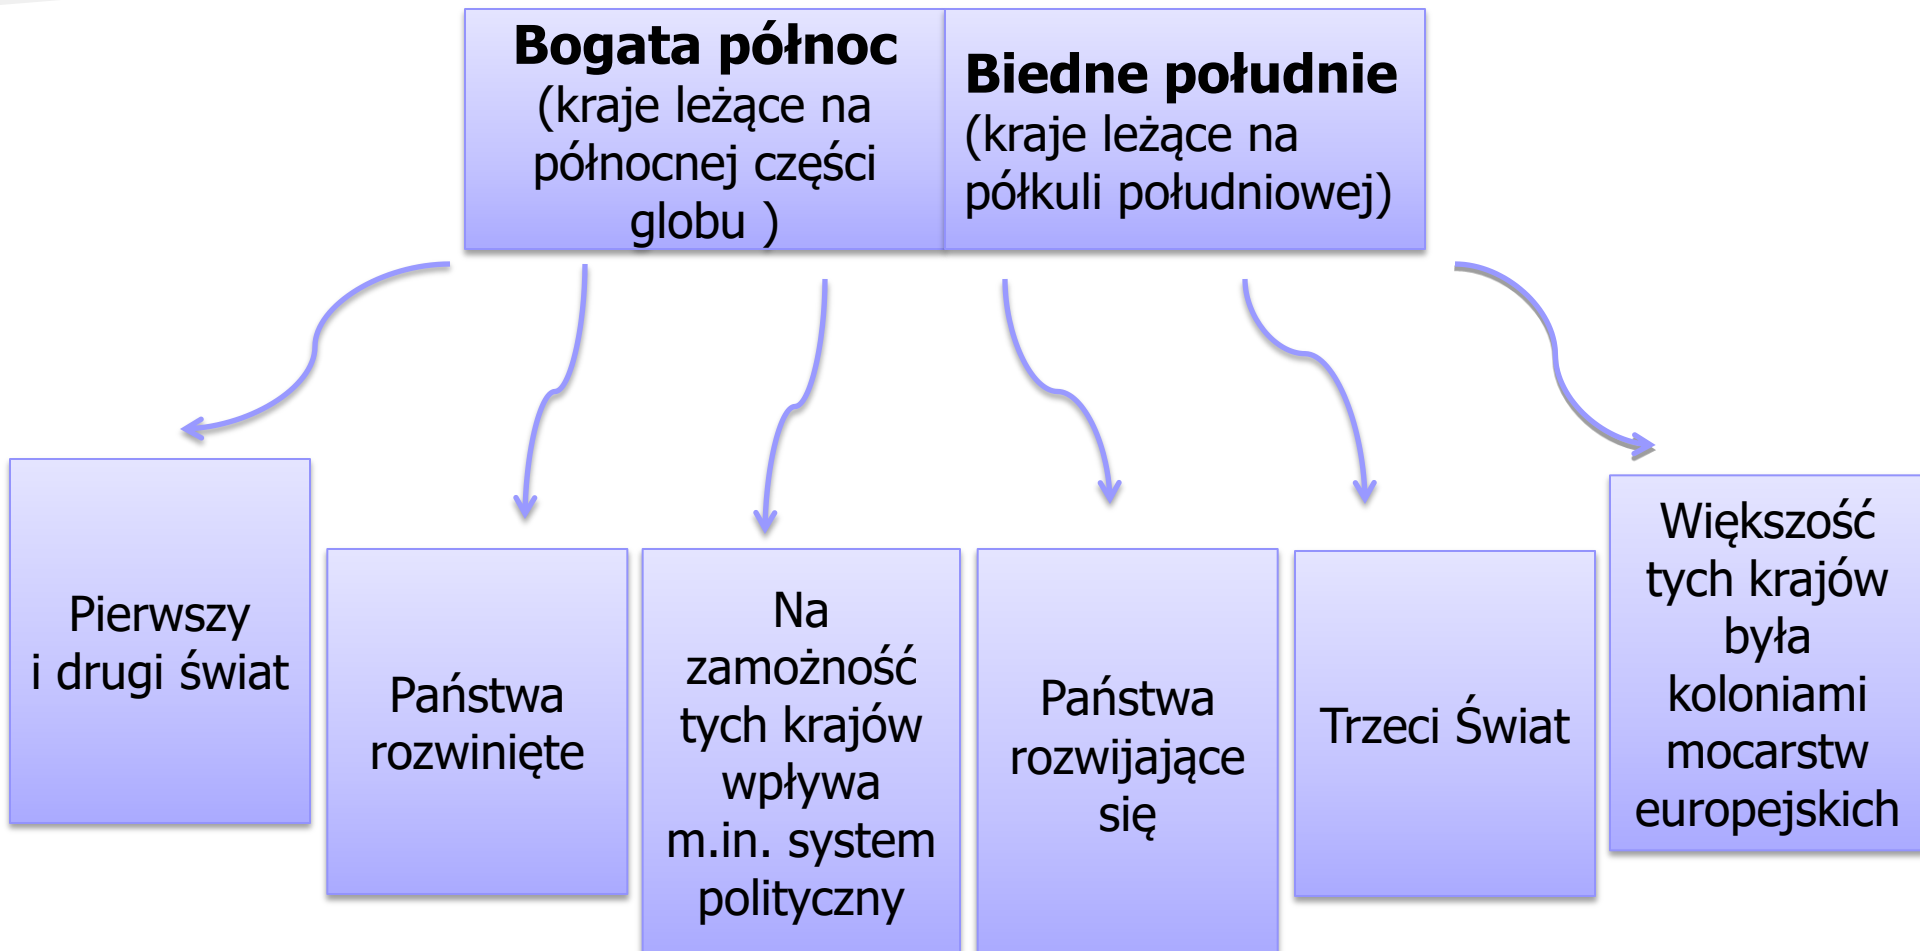 Bogata północ
(kraje leżące na
północnej części
globu )
Biedne południe
(kraje leżące na
półkuli południowej)
Pierwszy
i drugi świat
Państwa
rozwinięte
Na
zamożność
tych krajów
wpływa
m.in. system
polityczny
Państwa
rozwijające
się
Trzeci Świat
Większość
tych krajów
była
koloniami
mocarstw
europejskich